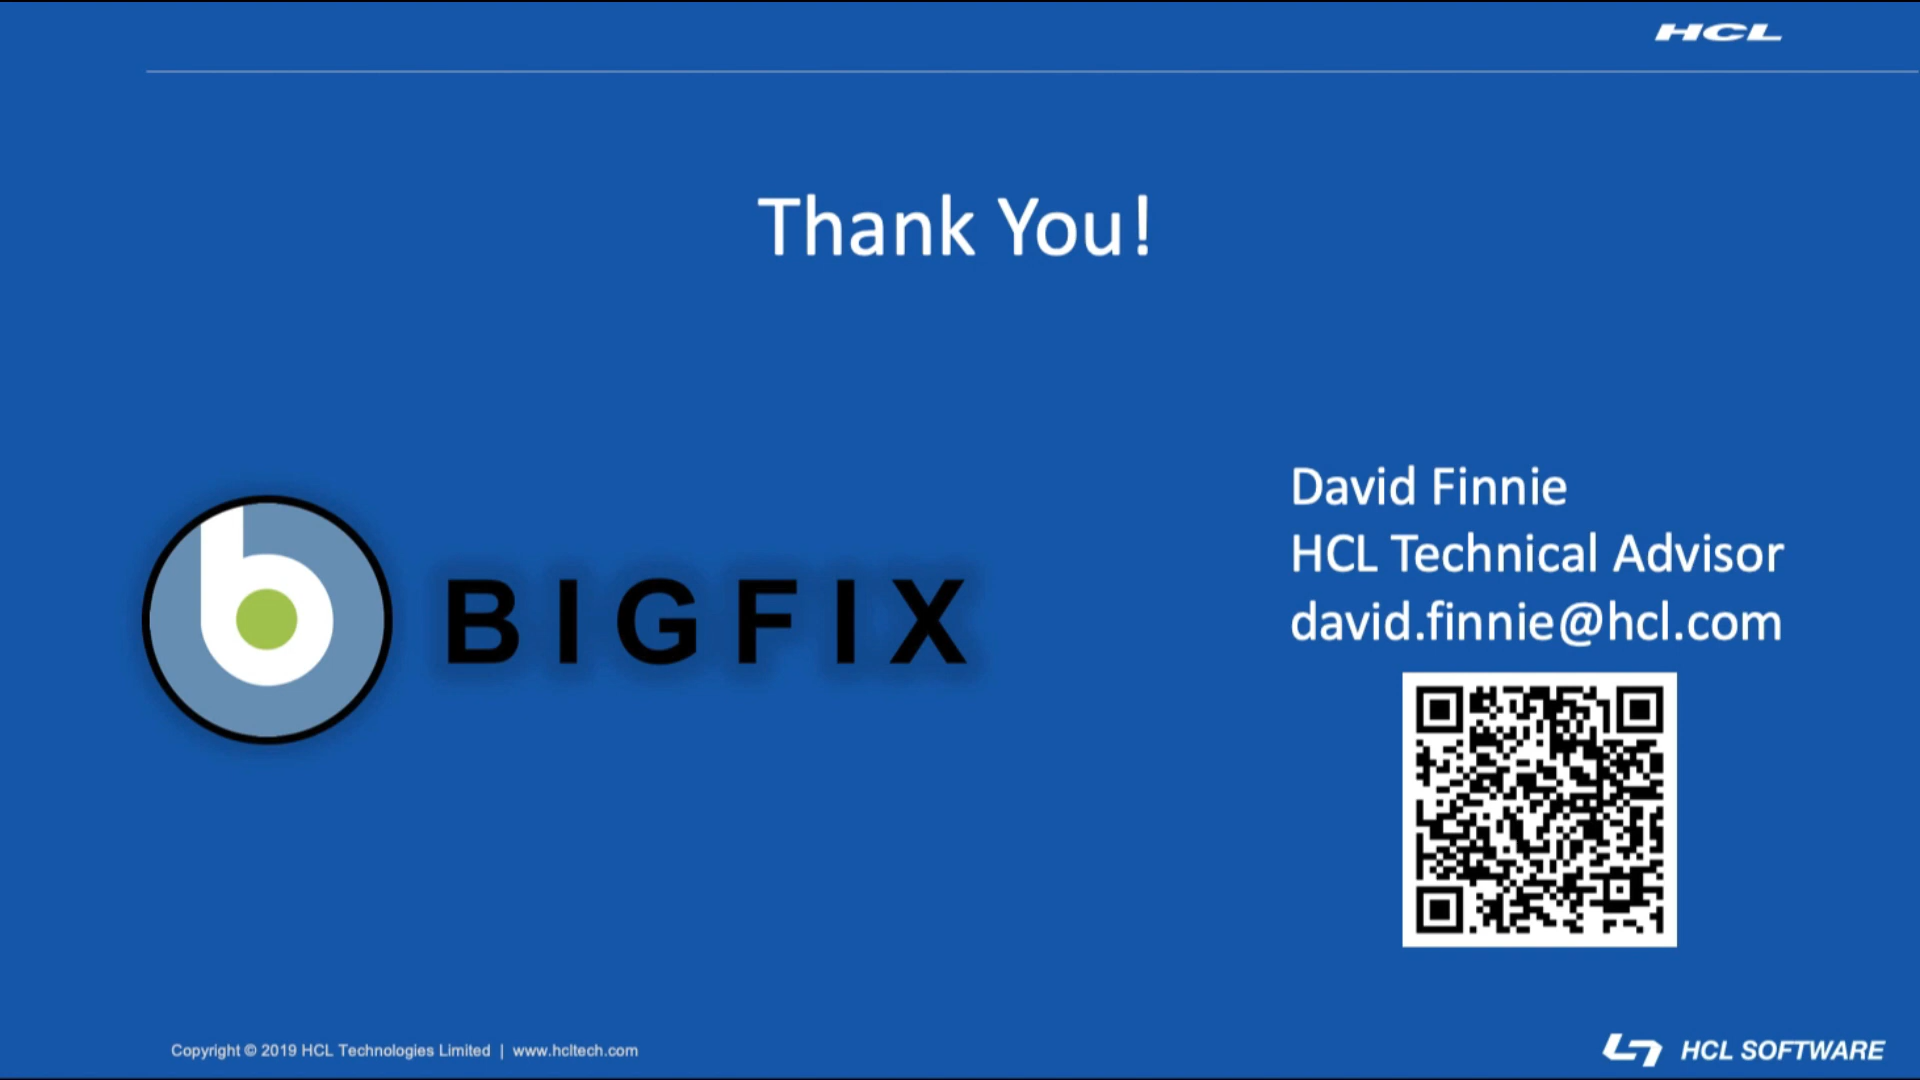 HCL
Thank You!
David Finnie
HCL Technical Advisor
david.finnie@hcl.com
b BIGFIX
Copyright © 2019 HCL Technologies Limited | www.hcltech.com
HCL SOFTWARE